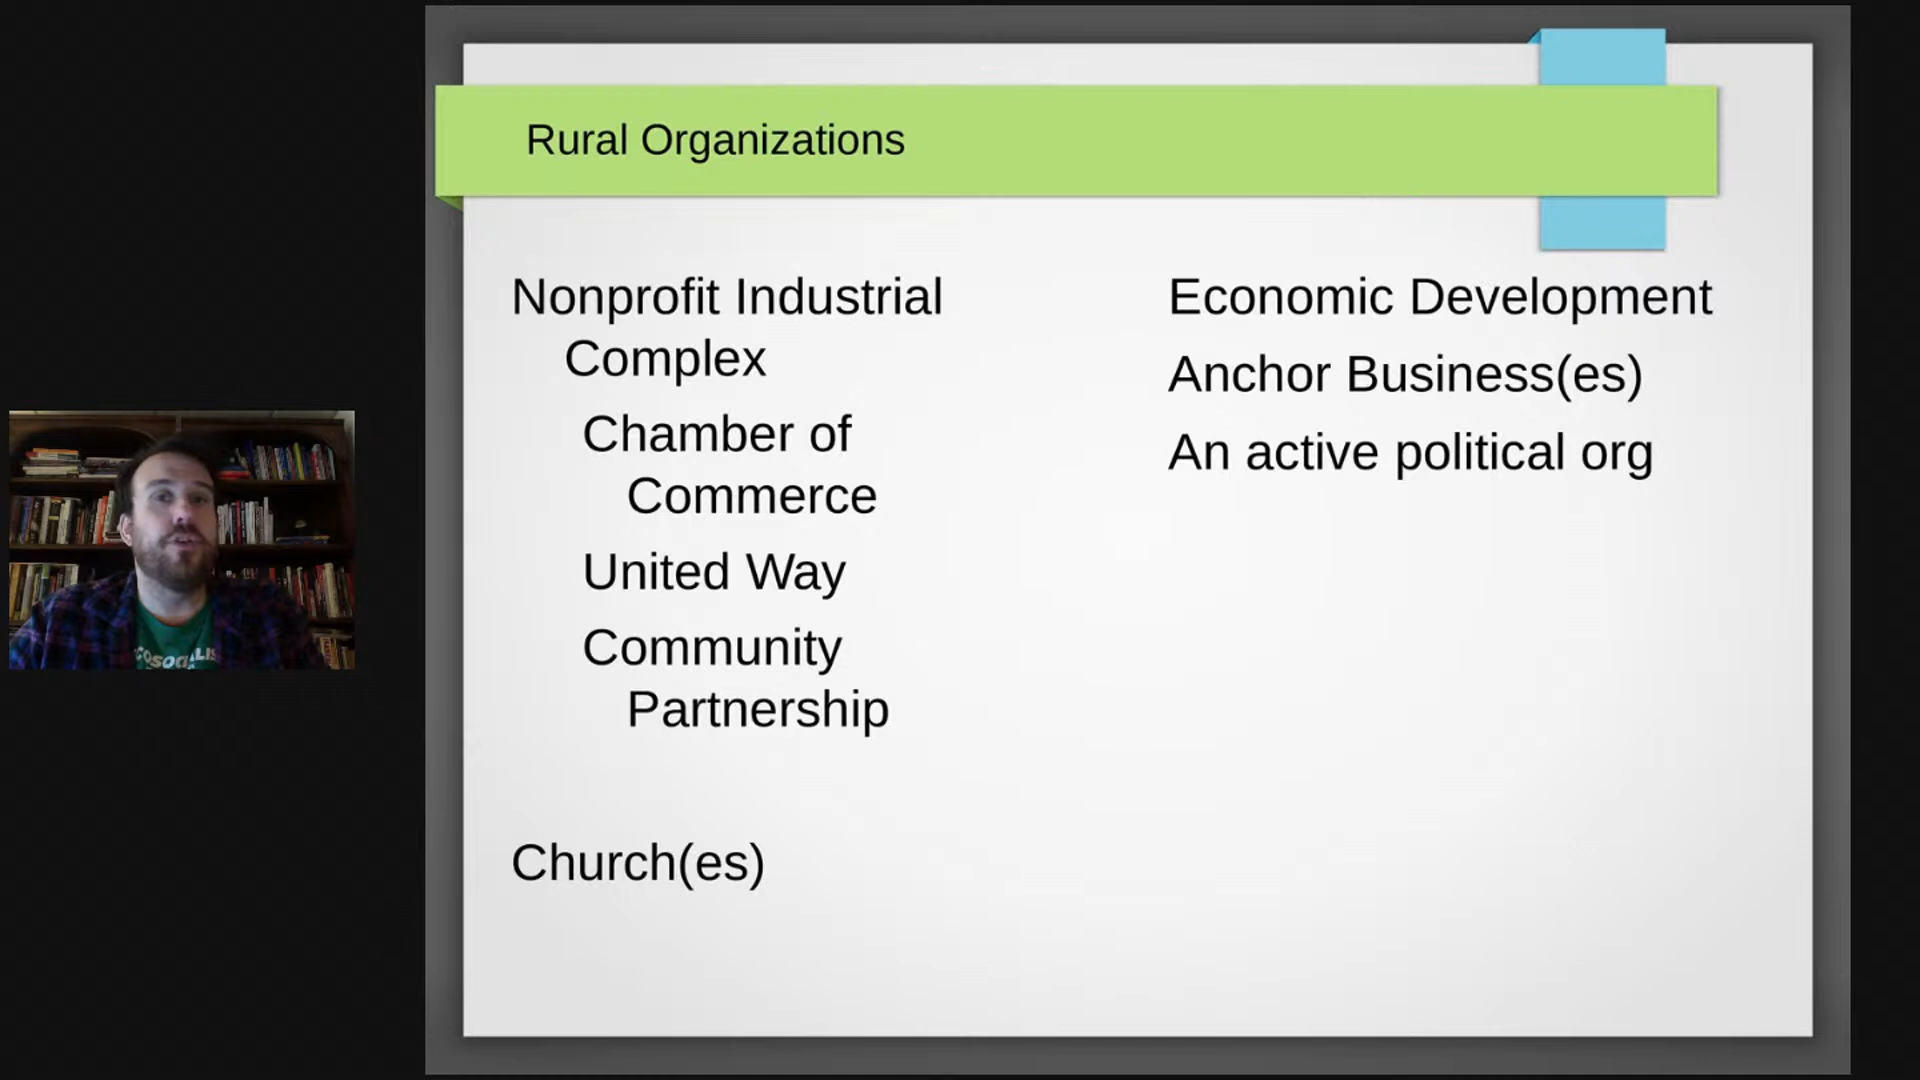 Rural Organizations
Nonprofit Industrial
Complex
Chamber of
Commerce
United Way
Community
Partnership
Church(es)
Economic Development
Anchor Business(es)
An active political org